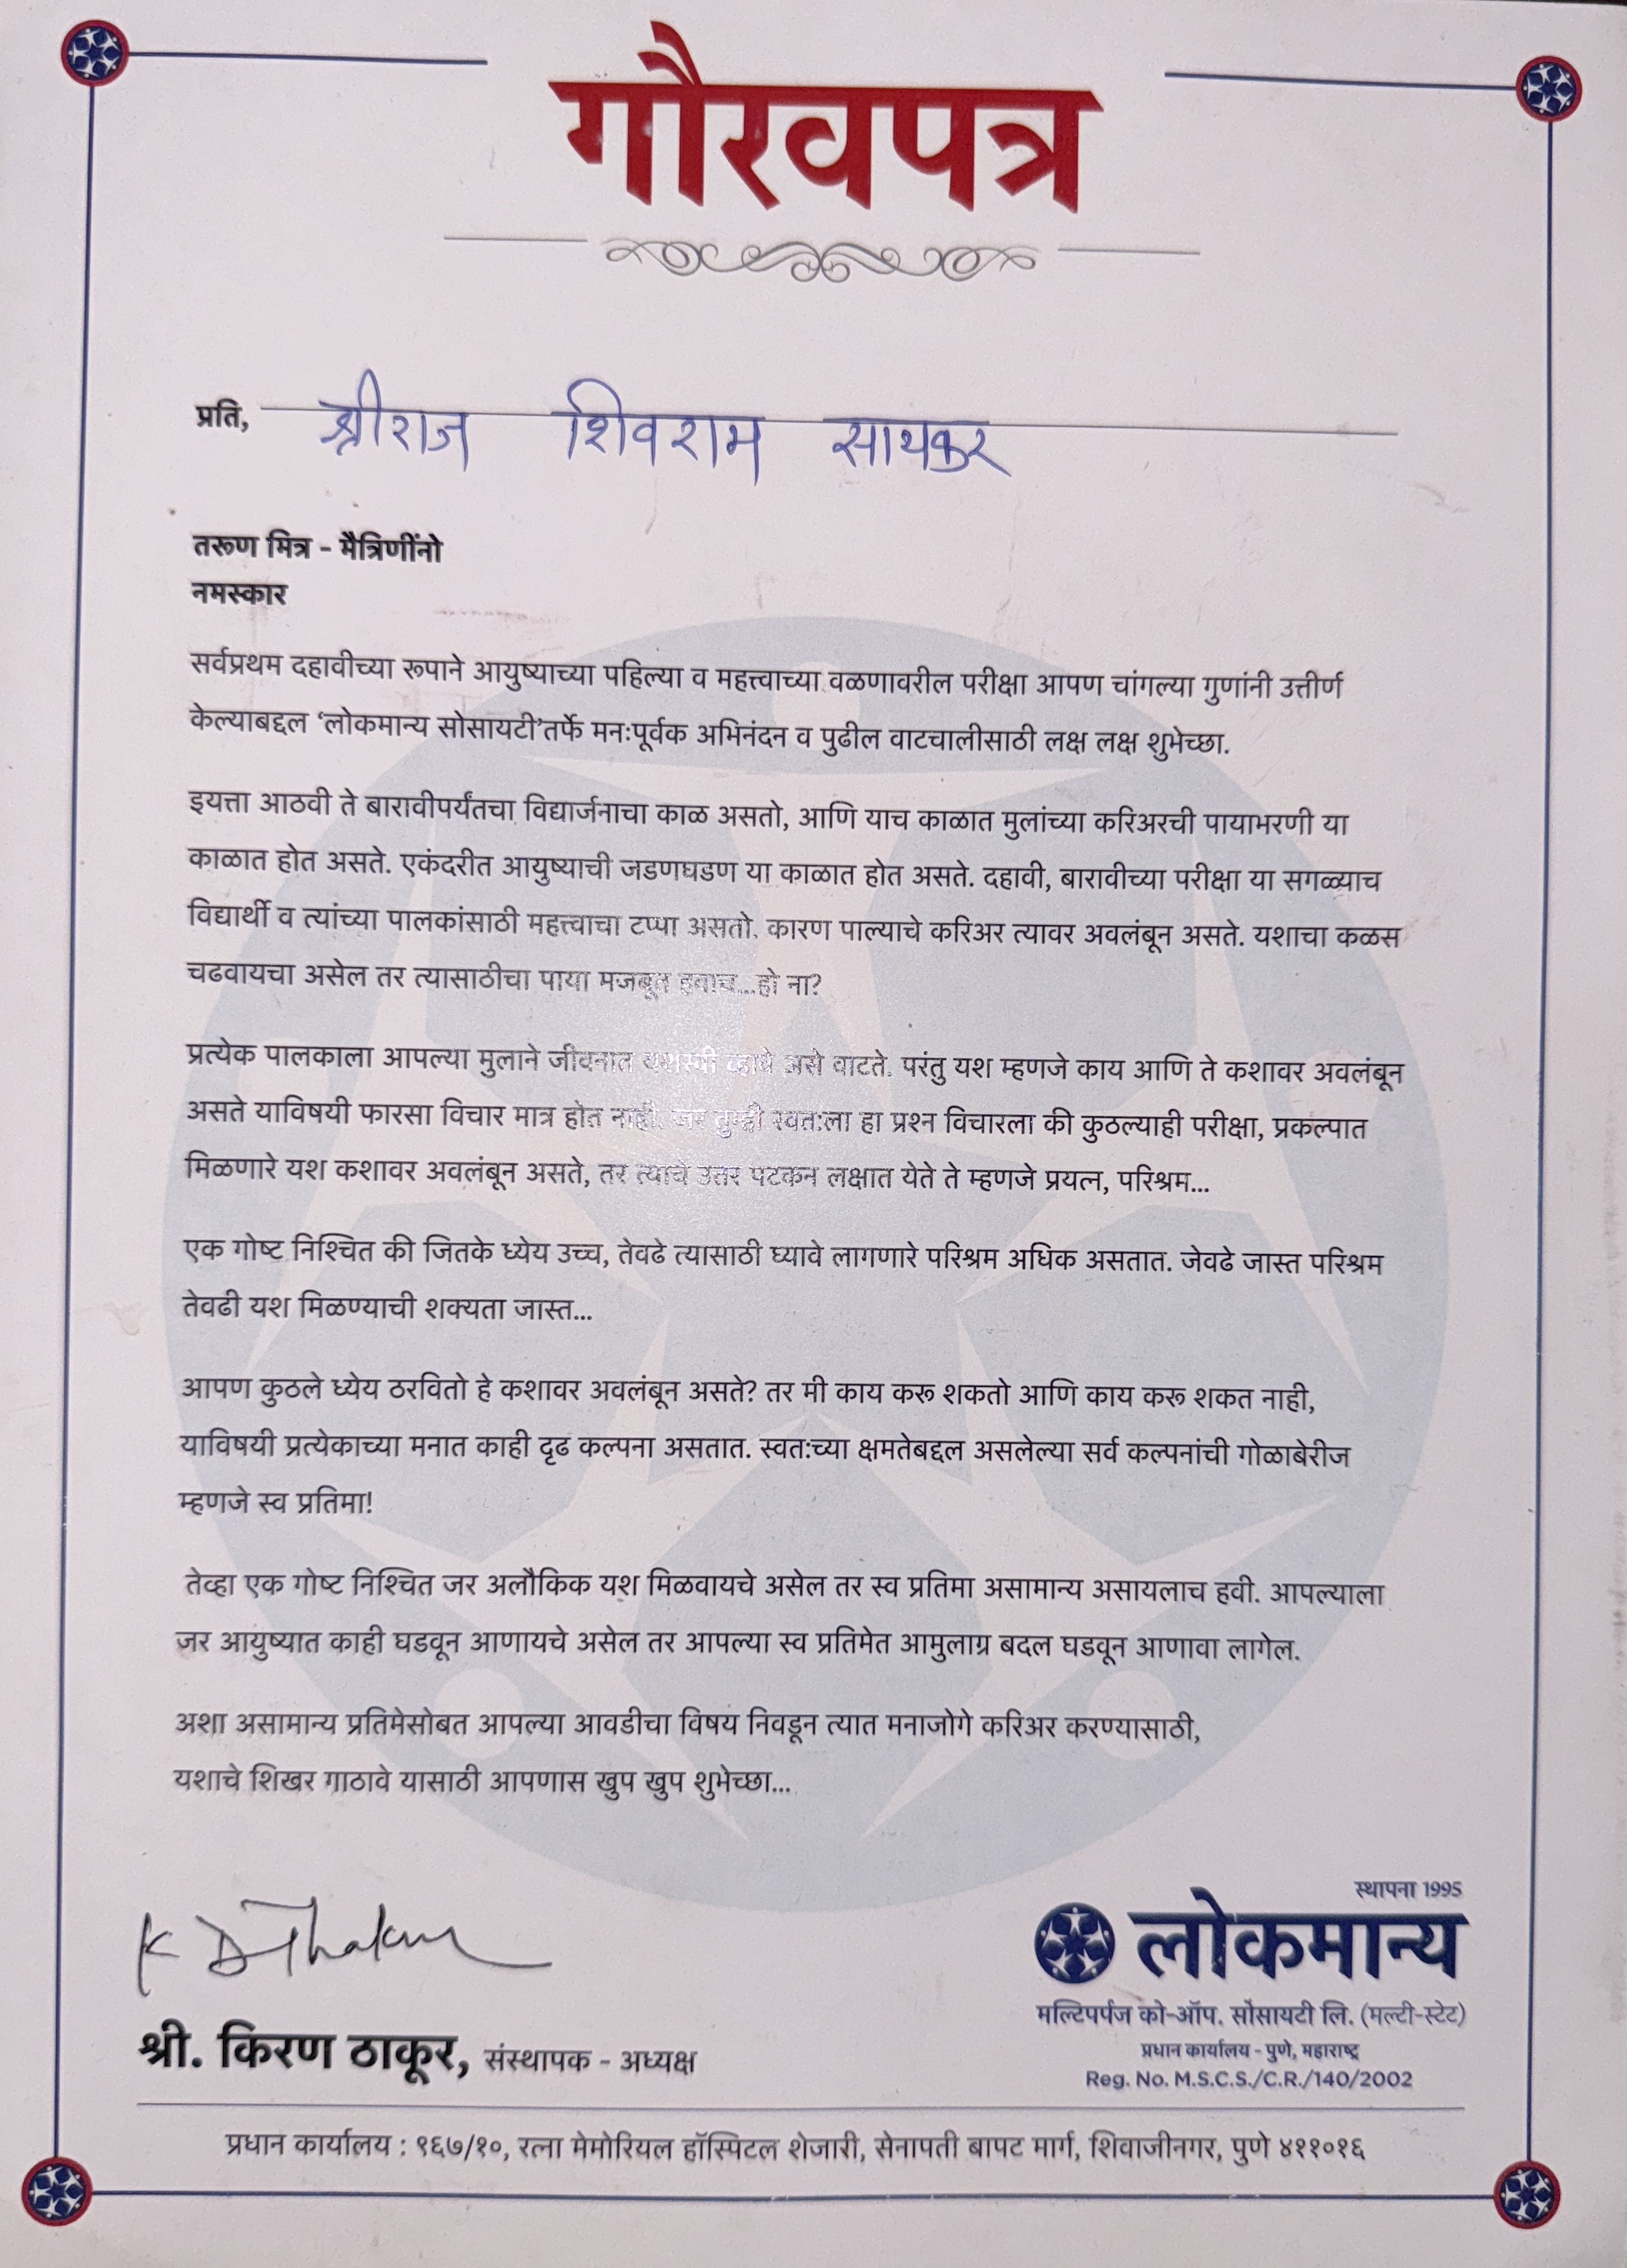 गौरवपत्र
प्रति, श्रीराज शिवराम सायकर
तरूण मित्र - मैत्रिणींनो
नमस्कार
सर्वप्रथम दहावीच्या रूपाने आयुष्याच्या पहिल्या व महत्त्वाच्या वळणावरील परीक्षा आपण चांगल्या गुणांनी उत्तीर्ण
केल्याबद्दल ‘लोकमान्य सोसायटी’तर्फे मनःपूर्वक अभिनंदन व पुढील वाटचालीसाठी लक्ष लक्ष शुभेच्छा.
इयत्ता आठवी ते बारावीपर्यंतचा विद्यार्जनाचा काळ असतो, आणि याच काळात मुलांच्या करिअरची पायाभरणी या
काळात होत असते. एकंदरीत आयुष्याची जडणघडण या काळात होत असते. दहावी, बारावीच्या परीक्षा या सगळ्याच
विद्यार्थी व त्यांच्या पालकांसाठी महत्त्वाचा टप्पा असतो. कारण पाल्याचे करिअर त्यावर अवलंबून असते. यशाचा कळस
चढवायचा असेल तर त्यासाठीचा पाया मजबूत हवाच...हो ना?
प्रत्येक पालकाला आपल्या मुलाने जीवनात यशस्वी व्हावे असे वाटते. परंतु यश म्हणजे काय आणि ते कशावर अवलंबून
असते याविषयी फारसा विचार मात्र होत नाही. जर तुम्ही स्वतःला हा प्रश्न विचारला की कुठल्याही परीक्षा, प्रकल्पात
मिळणारे यश कशावर अवलंबून असते, तर त्याचे उत्तर पटकन लक्षात येते ते म्हणजे प्रयत्न, परिश्रम...
एक गोष्ट निश्चित की जितके ध्येय उच्च, तेवढे त्यासाठी घ्यावे लागणारे परिश्रम अधिक असतात. जेवढे जास्त परिश्रम
तेवढी यश मिळण्याची शक्यता जास्त...
आपण कुठले ध्येय ठरवितो हे कशावर अवलंबून असते? तर मी काय करू शकतो आणि काय करू शकत नाही,
याविषयी प्रत्येकाच्या मनात काही दृढ कल्पना असतात. स्वतःच्या क्षमतेबद्दल असलेल्या सर्व कल्पनांची गोळाबेरीज
म्हणजे स्व प्रतिमा!
तेव्हा एक गोष्ट निश्चित जर अलौकिक यश मिळवायचे असेल तर स्व प्रतिमा असामान्य असायलाच हवी. आपल्याला
जर आयुष्यात काही घडवून आणायचे असेल तर आपल्या स्व प्रतिमेत आमुलाग्र बदल घडवून आणावा लागेल.
अशा असामान्य प्रतिमेसोबत आपल्या आवडीचा विषय निवडून त्यात मनाजोगे करिअर करण्यासाठी,
यशाचे शिखर गाठावे यासाठी आपणास खुप खुप शुभेच्छा...
K D Thakur
श्री. किरण ठाकूर, संस्थापक - अध्यक्ष
स्थापना 1995
लोकमान्य
मल्टिपर्पज को-ऑप. सोसायटी लि. (मल्टी-स्टेट)
प्रधान कार्यालय - पुणे, महाराष्ट्र
Reg. No. M.S.C.S./C.R./140/2002
प्रधान कार्यालय : ९६७/१०, रत्ना मेमोरियल हॉस्पिटल शेजारी, सेनापती बापट मार्ग, शिवाजीनगर, पुणे ४११०१६